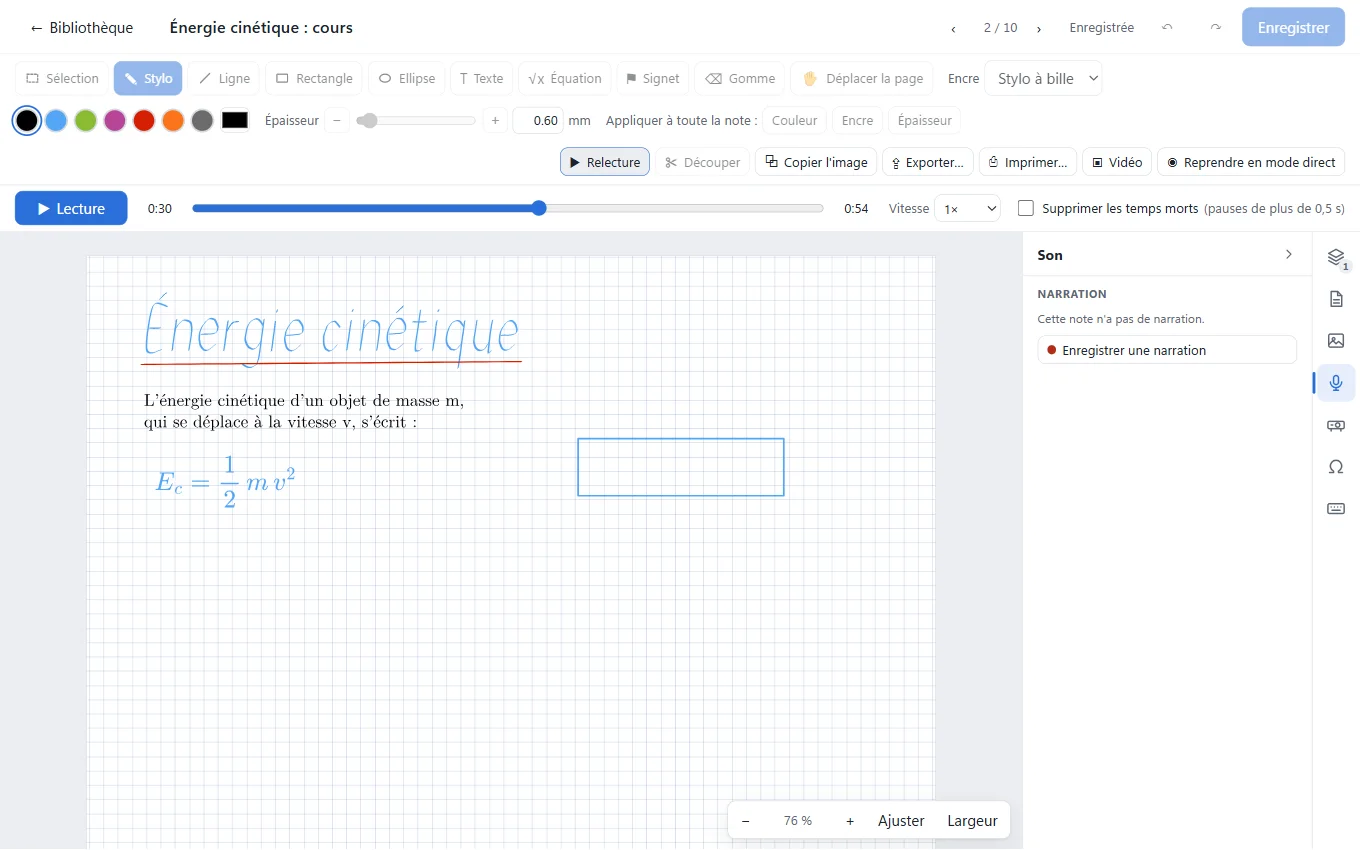 ← Bibliothèque Énergie cinétique : cours ‹ 2 / 10 › Enregistrée Enregistrer
Sélection Stylo Ligne Rectangle Ellipse T Texte √x Équation Signet Gomme Déplacer la page Encre Stylo à bille
Épaisseur − + 0.60 mm Appliquer à toute la note : Couleur Encre Épaisseur
Relecture Découper Copier l'image Exporter... Imprimer... Vidéo Reprendre en mode direct
Lecture 0:30 0:54 Vitesse 1× Supprimer les temps morts (pauses de plus de 0,5 s)
Son
1
NARRATION
Cette note n'a pas de narration.
Enregistrer une narration
Énergie cinétique
L'énergie cinétique d'un objet de masse m,
qui se déplace à la vitesse v, s'écrit :
E_c = 1/2 m v²
− 76 % + Ajuster Largeur